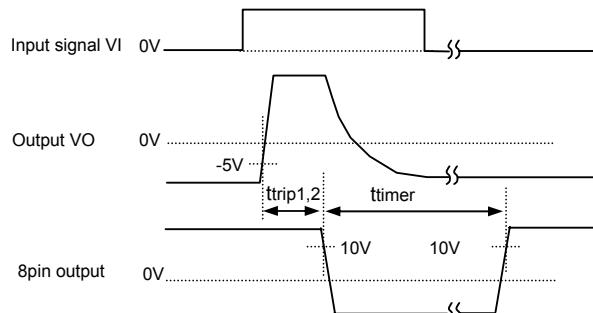 Input signal VI 0V
Output VO 0V
-5V
ttrip1,2 ttimer
10V 10V
8pin output 0V